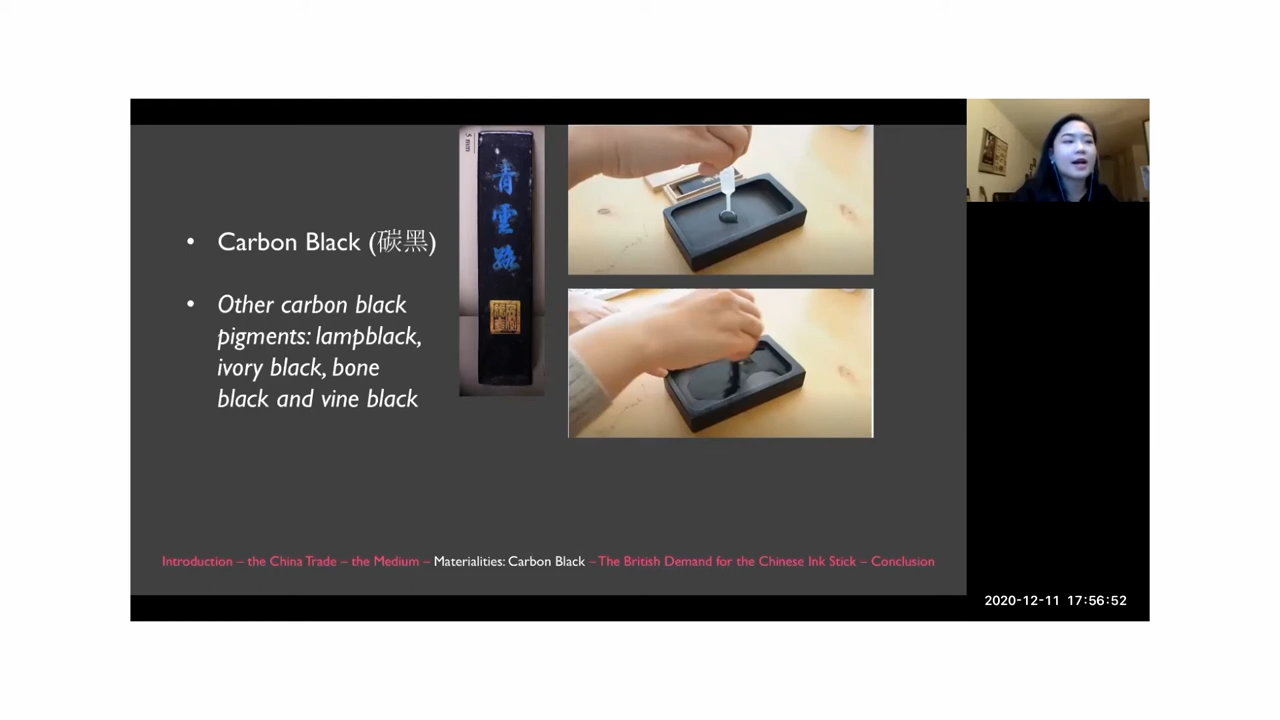 • Carbon Black (碳黑)
• Other carbon black
pigments: lampblack,
ivory black, bone
black and vine black
5 mm
青
雲
路
Introduction – the China Trade – the Medium – Materialities: Carbon Black – The British Demand for the Chinese Ink Stick – Conclusion
2020-12-11 17:56:52